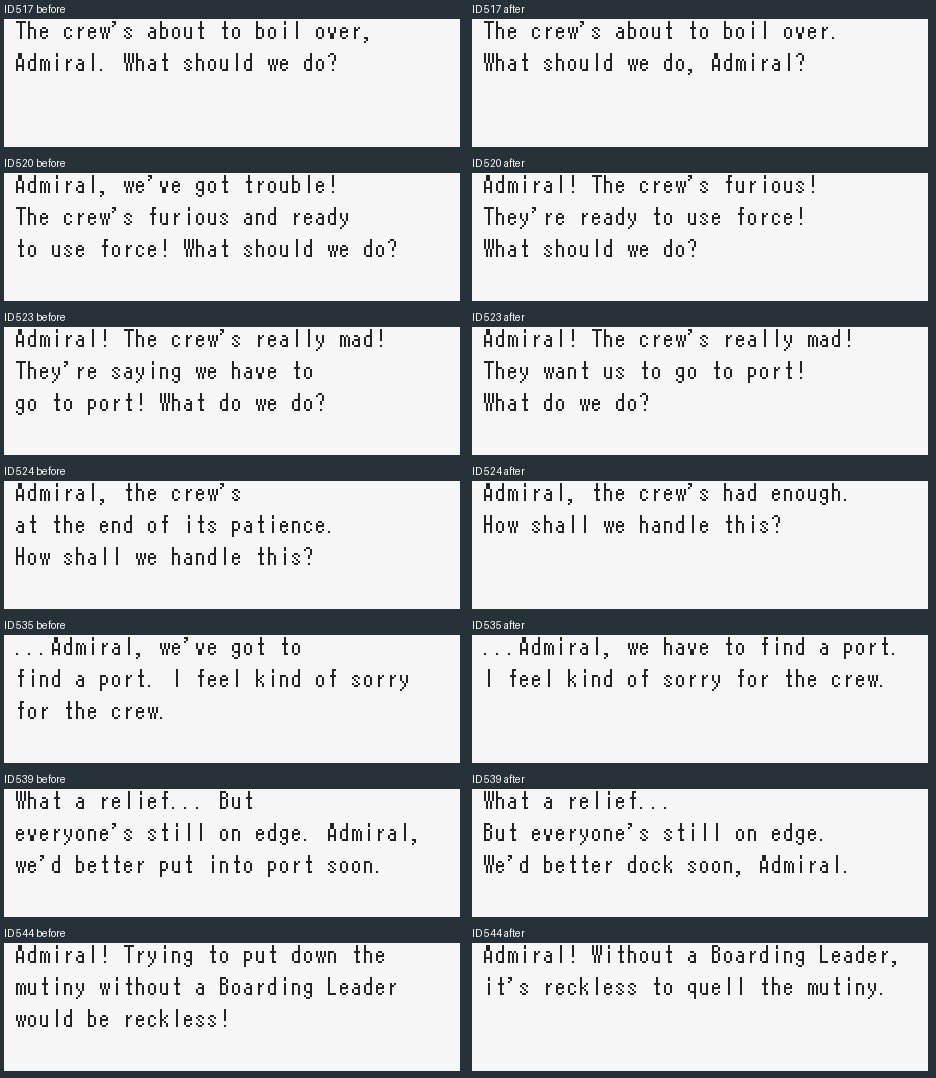 ID517 before
The crew's about to boil over,
Admiral. What should we do?
ID517 after
The crew's about to boil over.
What should we do, Admiral?
ID520 before
Admiral, we've got trouble!
The crew's furious and ready
to use force! What should we do?
ID520 after
Admiral! The crew's furious!
They're ready to use force!
What should we do?
ID523 before
Admiral! The crew's really mad!
They're saying we have to
go to port! What do we do?
ID523 after
Admiral! The crew's really mad!
They want us to go to port!
What do we do?
ID524 before
Admiral, the crew's
at the end of its patience.
How shall we handle this?
ID524 after
Admiral, the crew's had enough.
How shall we handle this?
ID535 before
...Admiral, we've got to
find a port. I feel kind of sorry
for the crew.
ID535 after
...Admiral, we have to find a port.
I feel kind of sorry for the crew.
ID539 before
What a relief... But
everyone's still on edge. Admiral,
we'd better put into port soon.
ID539 after
What a relief...
But everyone's still on edge.
We'd better dock soon, Admiral.
ID544 before
Admiral! Trying to put down the
mutiny without a Boarding Leader
would be reckless!
ID544 after
Admiral! Without a Boarding Leader,
it's reckless to quell the mutiny.